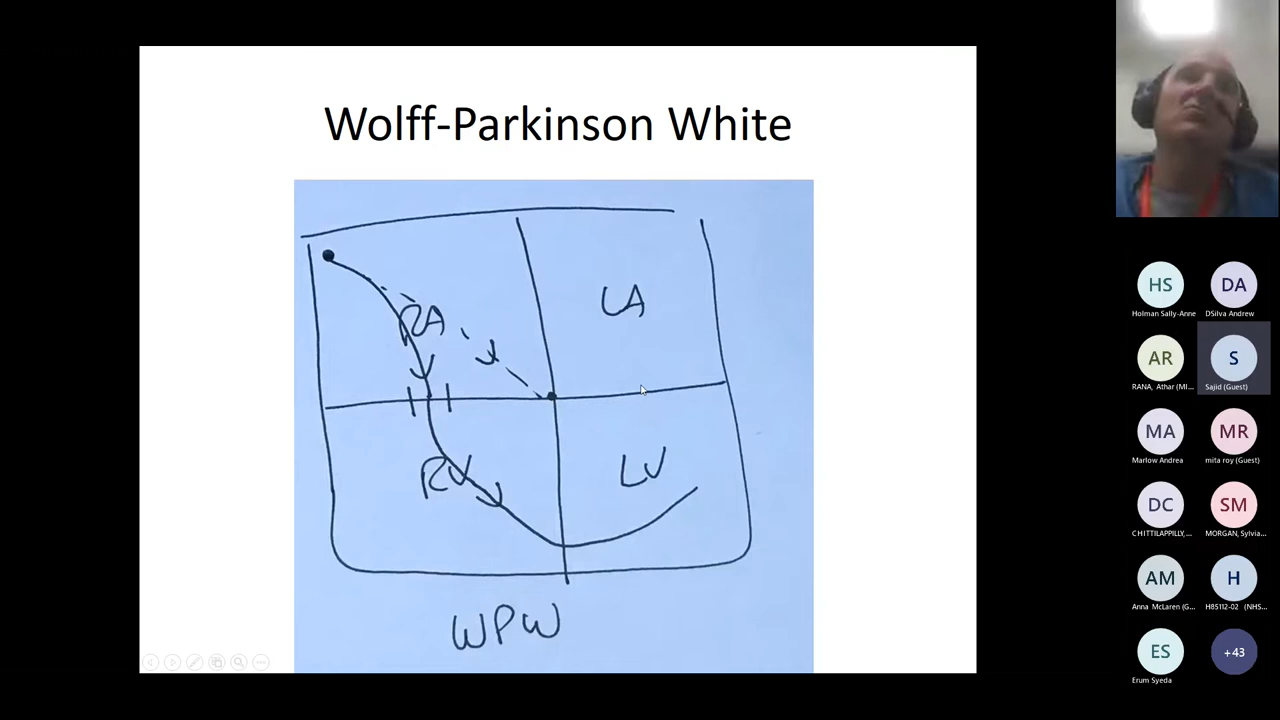 Wolff-Parkinson White
RA
LA
RV
LV
WPW
HS
Holman Sally-Anne
DA
DSilva Andrew
AR
RANA, Athar (MI...
S
Sajid (Guest)
MA
Marlow Andrea
MR
mita roy (Guest)
DC
CHITTILAPPILLY,...
SM
MORGAN, Sylvia...
AM
Anna McLaren (G...
H
H85112-02 (NHS...
ES
Erum Syeda
+43